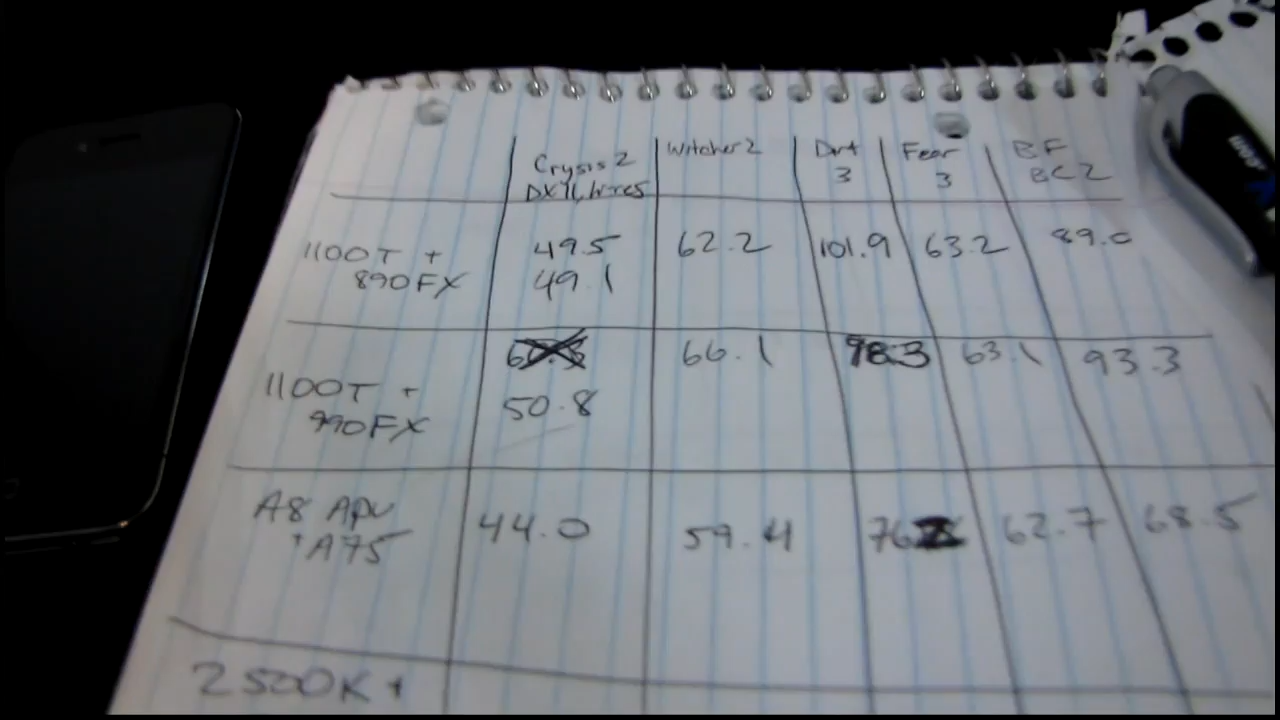 Crysis 2 Witcher 2 Dirt Fear BF
DX11, hires 3 3 BC2
1100T + 49.5 62.2 101.9 63.2 89.0
890FX 49.1
66.1 98.3 63.1 93.3
1100T +
990FX 50.8
A8 APU 44.0 59.4 62.7 68.5
+A75
2500K +